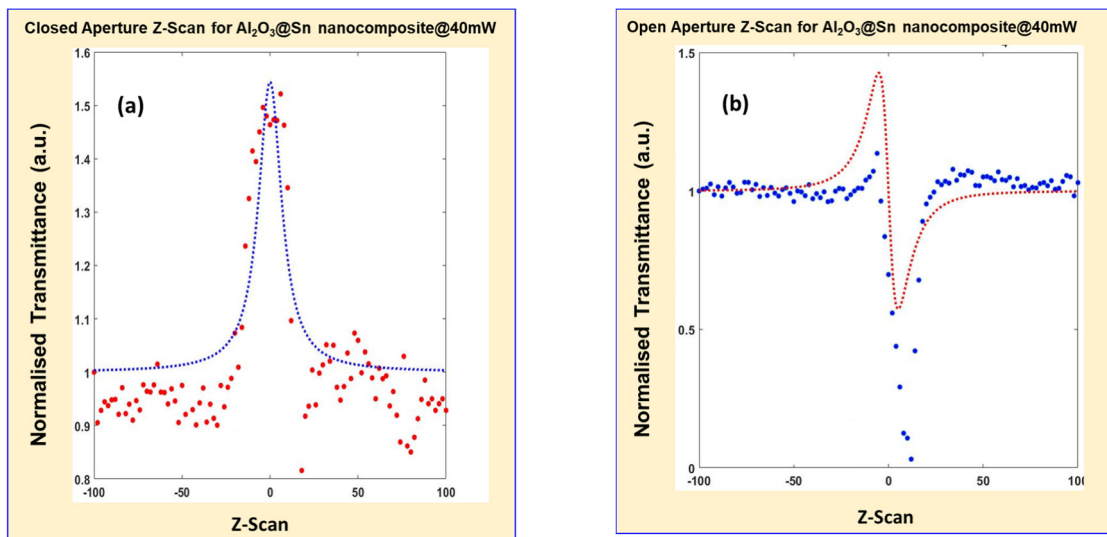 Closed Aperture Z-Scan for Al₂O₃@Sn nanocomposite@40mW
1.6
1.5
1.4
1.3
1.2
1.1
1
0.9
0.8
(a)
Normalised Transmittance (a.u.)
-100 -50 0 50 100
Z-Scan
Open Aperture Z-Scan for Al₂O₃@Sn nanocomposite@40mW
1.5
1
0.5
0
(b)
Normalised Transmittance (a.u.)
-100 -50 0 50 100
Z-Scan